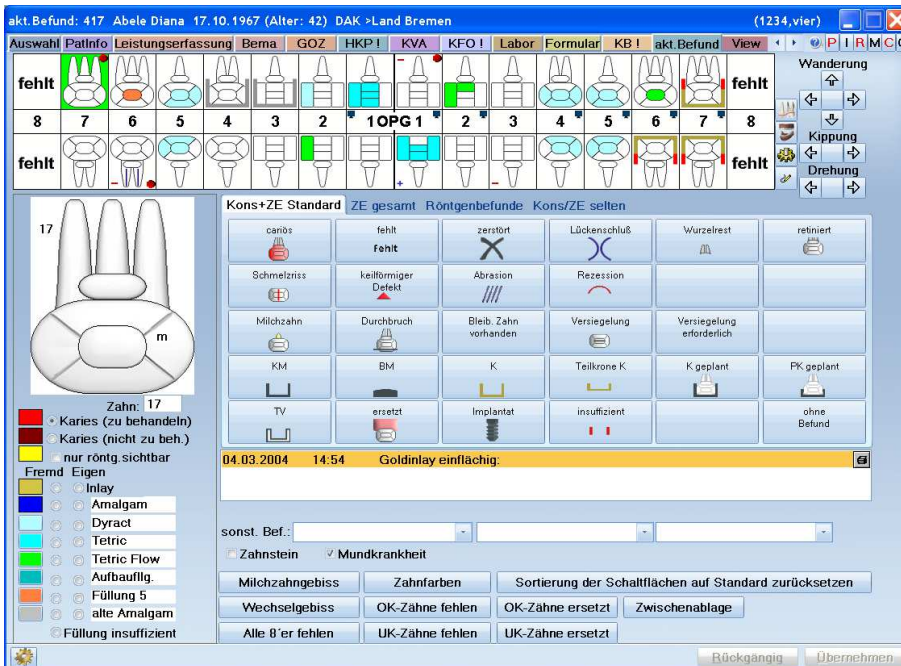 akt.Befund: 417 Abele Diana 17.10.1967 (Alter: 42) DAK >Land Bremen (1234,vier)
Auswahl PatInfo Leistungserfassung Bema GOZ HKP! KVA KFO! Labor Formular KB! akt.Befund View P I R M C
Wanderung
fehlt fehlt
8 7 6 5 4 3 2 1 OPG 1 2 3 4 5 6 7 8
Kippung
fehlt fehlt
Drehung
Kons+ZE Standard ZE gesamt Röntgenbefunde Kons/ZE selten
17
m
cariös fehlt zerstört Lückenschluß Wurzelrest retiniert
Fehlt
Schmelzriss keilförmiger Abrasion Rezession
Defekt
Milchzahn Durchbruch Bleib. Zahn Versiegelung Versiegelung
vorhanden erforderlich
KM BM K Teilkrone K K geplant PK geplant
TV ersetzt Implantat insuffizient ohne
Befund
Zahn: 17
Karies (zu behandeln)
Karies (nicht zu beh.)
nur röntg.sichtbar
Fremd Eigen
Inlay
Amalgam
Dyract
Tetric
Tetric Flow
Aufbaufllg.
Füllung 5
alte Amalgam
Füllung insuffizient
04.03.2004 14:54 Goldinlay einflächig:
sonst. Bef.:
Zahnstein Mundkrankheit
Milchzahngebiss Zahnfarben Sortierung der Schaltflächen auf Standard zurücksetzen
Wechselgebiss OK-Zähne fehlen OK-Zähne ersetzt Zwischenablage
Alle 8'er fehlen UK-Zähne fehlen UK-Zähne ersetzt
Rückgängig Übernehmen